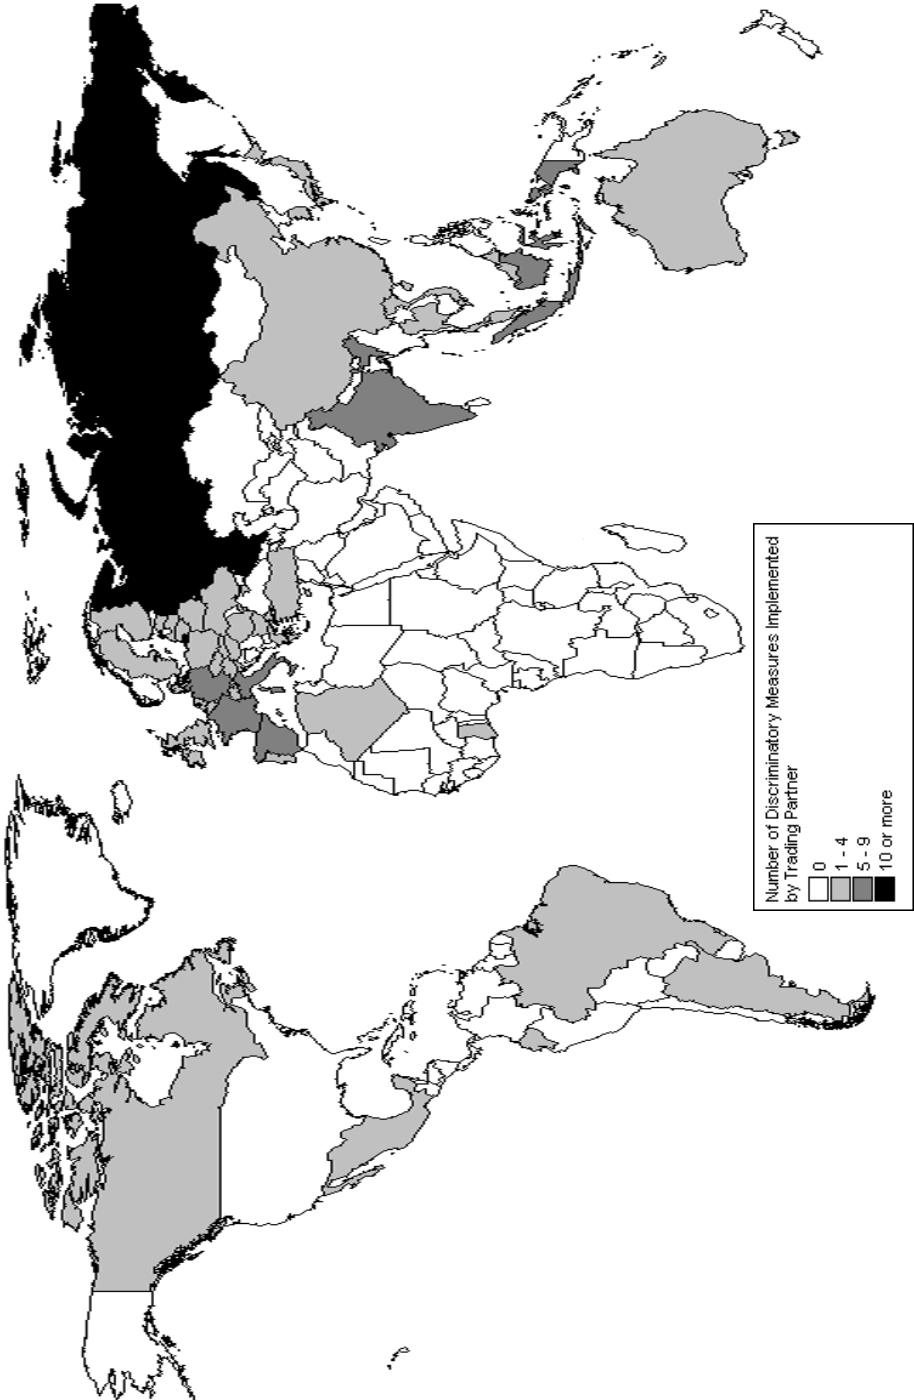 Number of Discriminatory Measures Implemented
by Trading Partner
0
1 - 4
5 - 9
10 or more